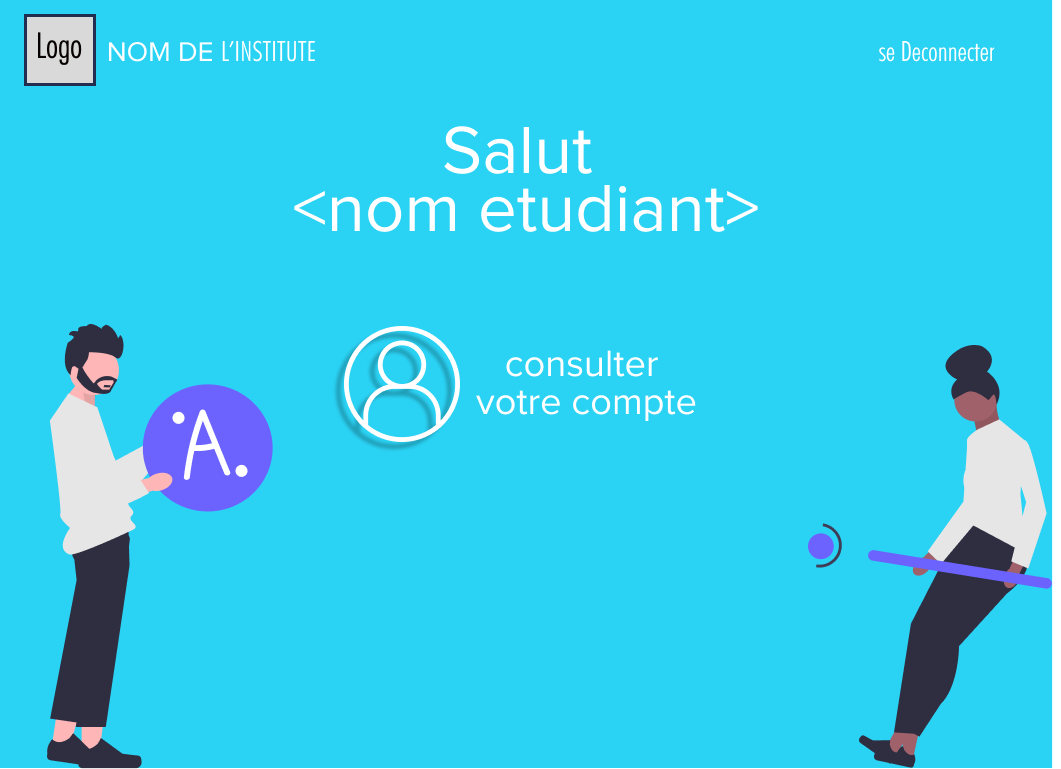 Logo
NOM DE L'INSTITUTE
se Deconnecter
Salut
<nom etudiant>
consulter
votre compte
A